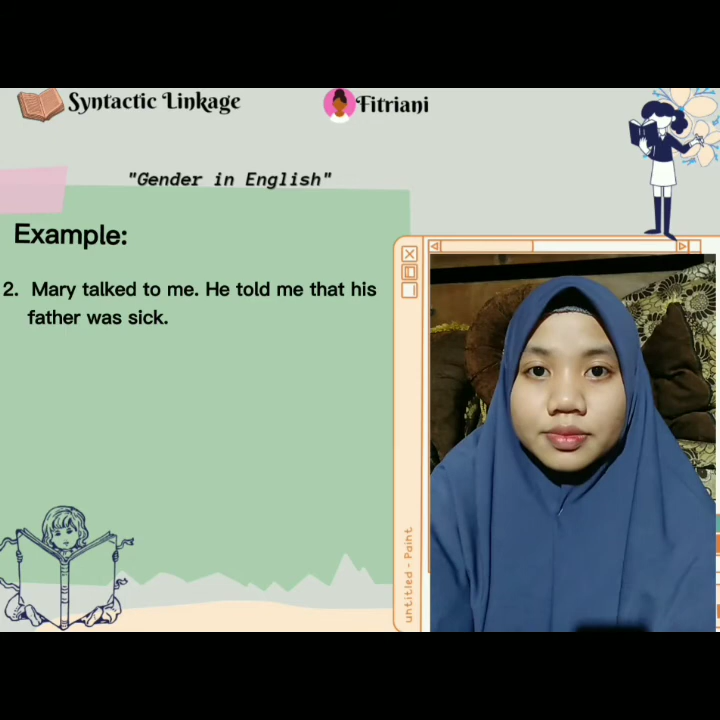 Syntactic Linkage
Fitriani
"Gender in English"
Example:
2. Mary talked to me. He told me that his
father was sick.
untitled - Paint